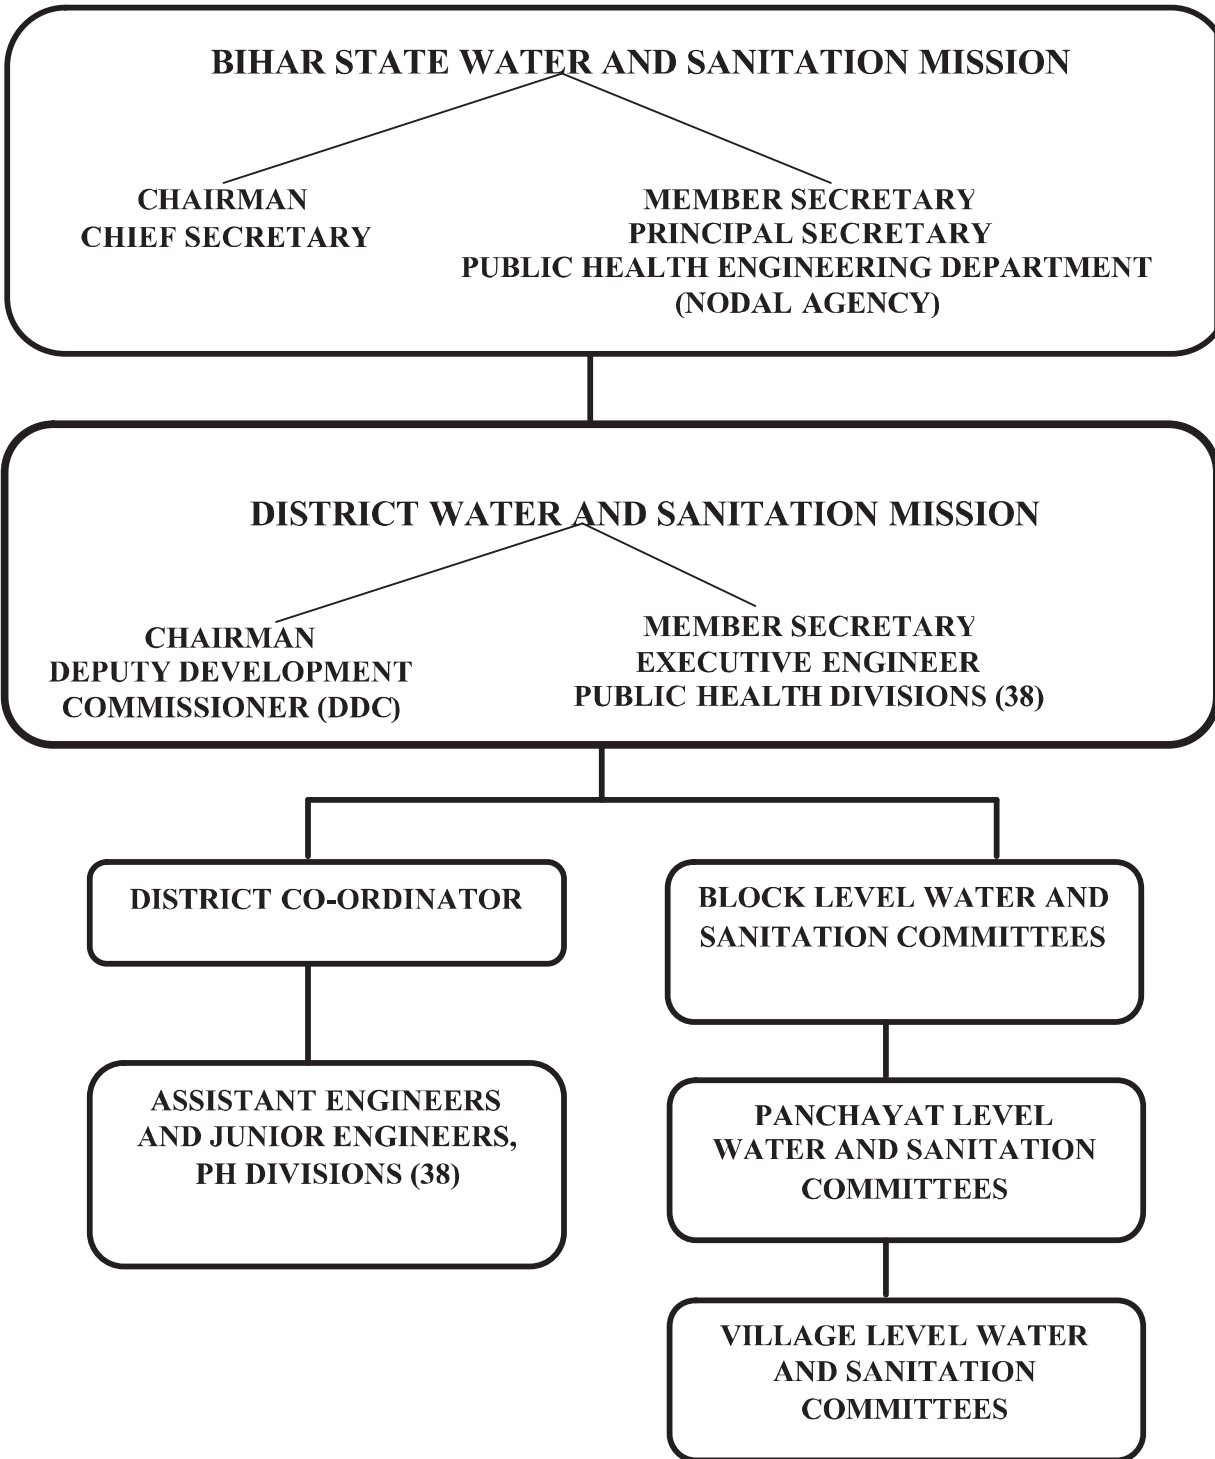 BIHAR STATE WATER AND SANITATION MISSION
CHAIRMAN
CHIEF SECRETARY
MEMBER SECRETARY
PRINCIPAL SECRETARY
PUBLIC HEALTH ENGINEERING DEPARTMENT
(NODAL AGENCY)
DISTRICT WATER AND SANITATION MISSION
CHAIRMAN
DEPUTY DEVELOPMENT
COMMISSIONER (DDC)
MEMBER SECRETARY
EXECUTIVE ENGINEER
PUBLIC HEALTH DIVISIONS (38)
DISTRICT CO-ORDINATOR
ASSISTANT ENGINEERS
AND JUNIOR ENGINEERS,
PH DIVISIONS (38)
BLOCK LEVEL WATER AND
SANITATION COMMITTEES
PANCHAYAT LEVEL
WATER AND SANITATION
COMMITTEES
VILLAGE LEVEL WATER
AND SANITATION
COMMITTEES